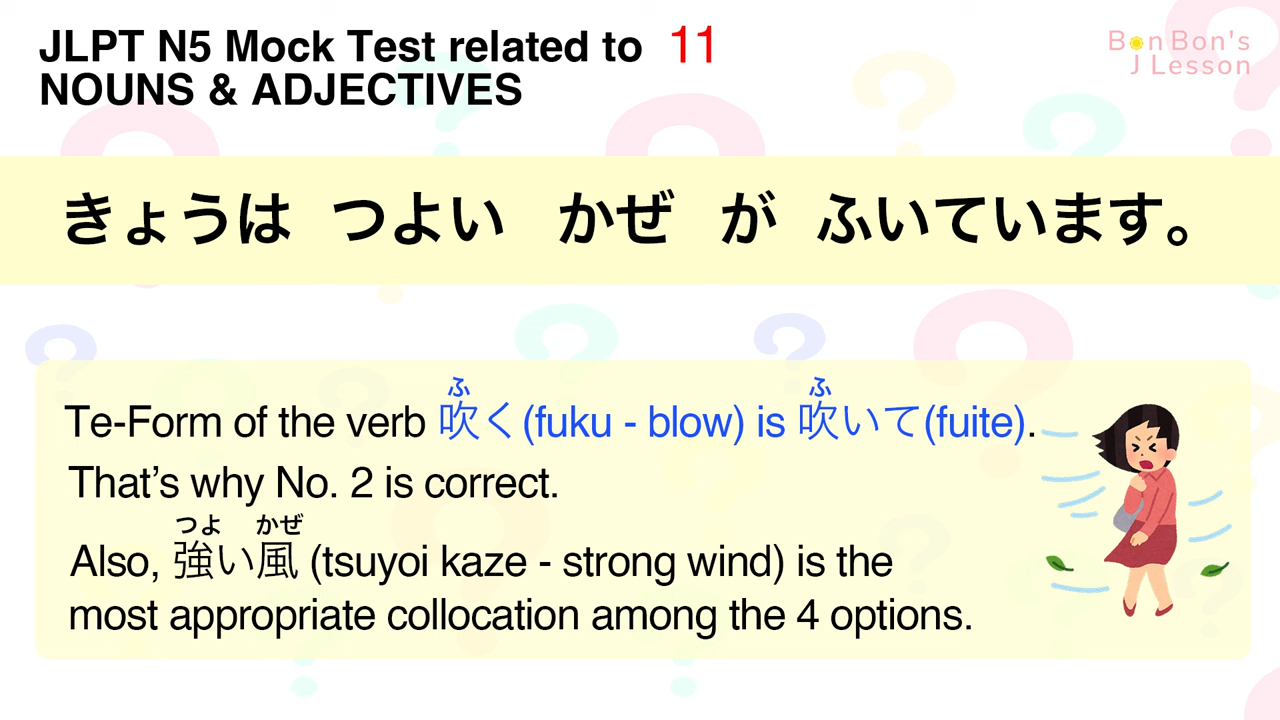 JLPT N5 Mock Test related to 11
NOUNS & ADJECTIVES
BonBon's
J Lesson
きょうは つよい かぜ が ふいています。
ふ ふ
Te-Form of the verb 吹く(fuku - blow) is 吹いて(fuite).
That's why No. 2 is correct.
つよ かぜ
Also, 強い風 (tsuyoi kaze - strong wind) is the
most appropriate collocation among the 4 options.